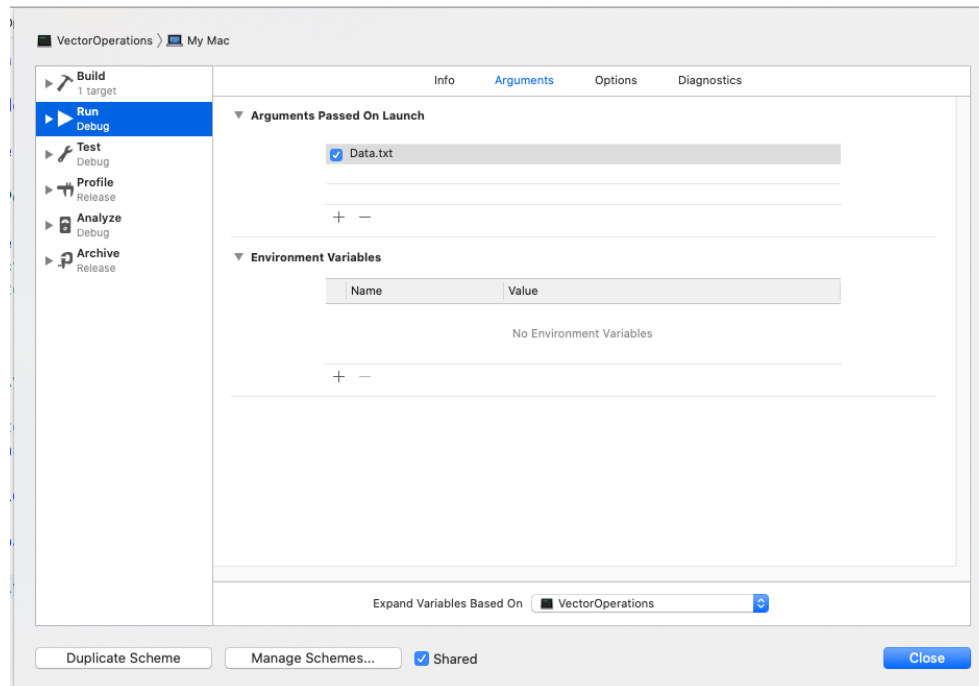 VectorOperations 〉 My Mac
Info Arguments Options Diagnostics
Build
1 target
Run
Debug
Test
Debug
Profile
Release
Analyze
Debug
Archive
Release
Arguments Passed On Launch
Data.txt
+ −
Environment Variables
Name Value
No Environment Variables
+ −
Expand Variables Based On VectorOperations
Duplicate Scheme Manage Schemes... Shared Close